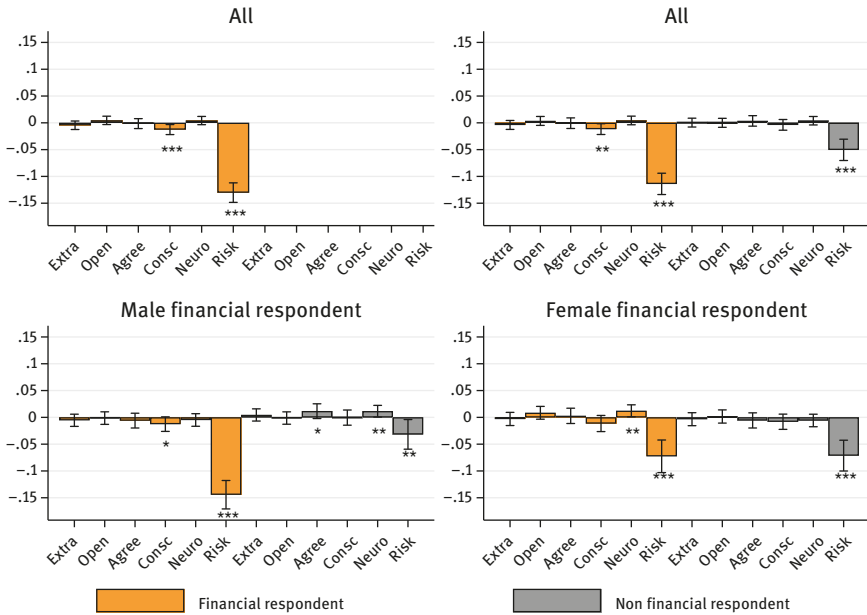 All
.15
.1
.05
0
−.05
−.1
−.15
***
***
Extra
Open
Agree
Consc
Neuro
Risk
Extra
Open
Agree
Consc
Neuro
Risk
All
.15
.1
.05
0
−.05
−.1
−.15
**
***
***
Extra
Open
Agree
Consc
Neuro
Risk
Extra
Open
Agree
Consc
Neuro
Risk
Male financial respondent
.15
.1
.05
0
−.05
−.1
−.15
*
***
*
**
**
Extra
Open
Agree
Consc
Neuro
Risk
Extra
Open
Agree
Consc
Neuro
Risk
Female financial respondent
.15
.1
.05
0
−.05
−.1
−.15
**
***
***
Extra
Open
Agree
Consc
Neuro
Risk
Extra
Open
Agree
Consc
Neuro
Risk
Financial respondent
Non financial respondent